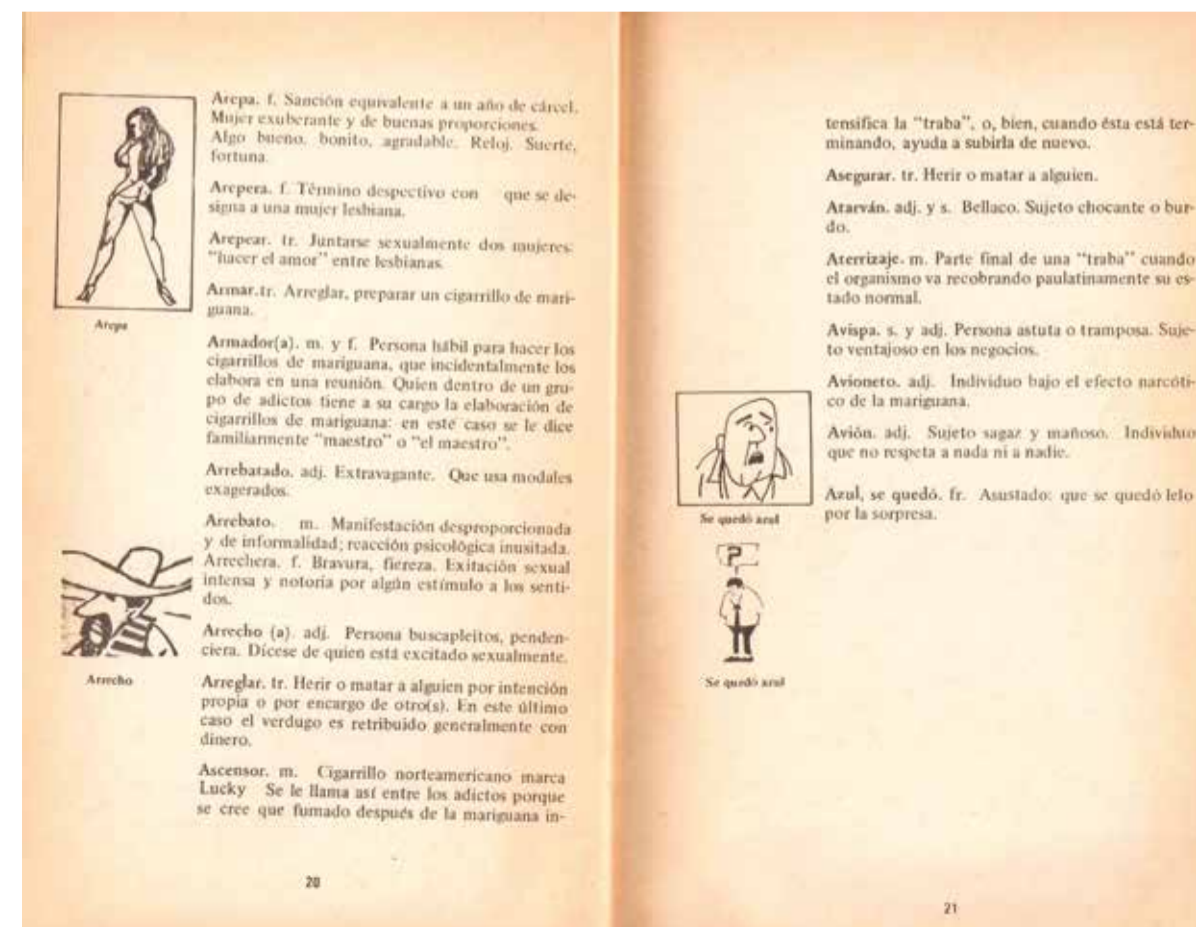 Arepa. f. Sanción equivalente a un año de cárcel.
Mujer exuberante y de buenas proporciones.
Algo bueno, bonito, agradable. Reloj. Suerte,
fortuna.
Arepera. f. Término despectivo con que se de-
signa a una mujer lesbiana.
Arepear. tr. Juntarse sexualmente dos mujeres:
"hacer el amor" entre lesbianas.
Armar.tr. Arreglar, preparar un cigarrillo de mari-
guana.
Arepa
Armador(a). m. y f. Persona hábil para hacer los
cigarrillos de mariguana, que incidentalmente los
elabora en una reunión. Quien dentro de un gru-
po de adictos tiene a su cargo la elaboración de
cigarrillos de mariguana: en este caso se le dice
familiarmente "maestro" o "el maestro".
Arrebatado. adj. Extravagante. Que usa modales
exagerados.
Arrebato. m. Manifestación desproporcionada
y de informalidad; reacción psicológica inusitada.
Arrechera. f. Bravura, fiereza. Exitación sexual
intensa y notoria por algún estímulo a los senti-
dos.
Arrecho (a). adj. Persona buscapleitos, penden-
ciera. Dícese de quien está excitado sexualmente.
Arrecho
Arreglar. tr. Herir o matar a alguien por intención
propia o por encargo de otro(s). En este último
caso el verdugo es retribuido generalmente con
dinero.
Ascensor. m. Cigarrillo norteamericano marca
Lucky Se le llama así entre los adictos porque
se cree que fumado después de la mariguana in-
20
tensifica la "traba", o, bien, cuando ésta está ter-
minando, ayuda a subirla de nuevo.
Asegurar. tr. Herir o matar a alguien.
Atarván. adj. y s. Bellaco. Sujeto chocante o bur-
do.
Aterrizaje. m. Parte final de una "traba" cuando
el organismo va recobrando paulatinamente su es-
tado normal.
Avispa. s. y adj. Persona astuta o tramposa. Suje-
to ventajoso en los negocios.
Avioneto. adj. Individuo bajo el efecto narcóti-
co de la mariguana.
Avión. adj. Sujeto sagaz y mañoso. Individuo
que no respeta a nada ni a nadie.
Azul, se quedó. fr. Asustado: que se quedó lelo
por la sorpresa.
Se quedó azul
?
Se quedó azul
21